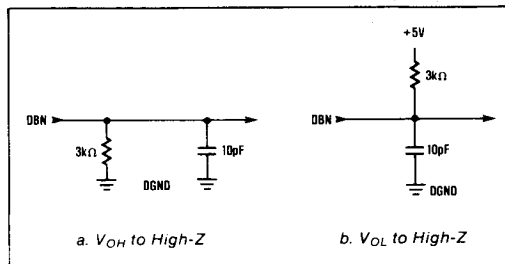 +5V
3kΩ
DBN
3kΩ
10pF
DGND
DBN
10pF
DGND
a. VOH to High-Z
b. VOL to High-Z